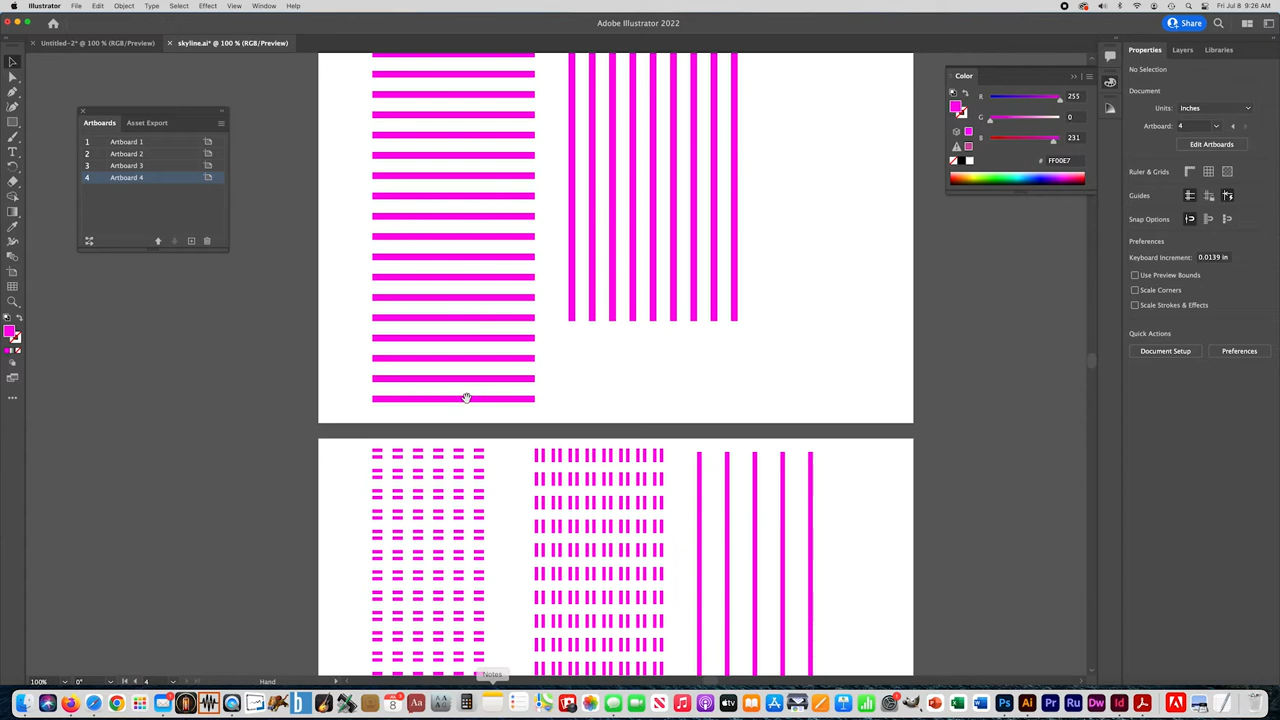 Illustrator File Edit Object Type Select Effect View Window Help
Fri Jul 8 9:26 AM
Adobe Illustrator 2022
Share
Untitled-2* @ 100 % (RGB/Preview)
skyline.ai* @ 100 % (RGB/Preview)
Artboards Asset Export
1 Artboard 1
2 Artboard 2
3 Artboard 3
4 Artboard 4
Color
R 255
G 0
B 231
# FF00E7
Properties Layers Libraries
No Selection
Document
Units: Inches
Artboard: 4
Edit Artboards
Ruler & Grids
Guides
Snap Options
Preferences
Keyboard Increment: 0.0139 in
Use Preview Bounds
Scale Corners
Scale Strokes & Effects
Quick Actions
Document Setup
Preferences
Notes
100% 0° 4 Hand